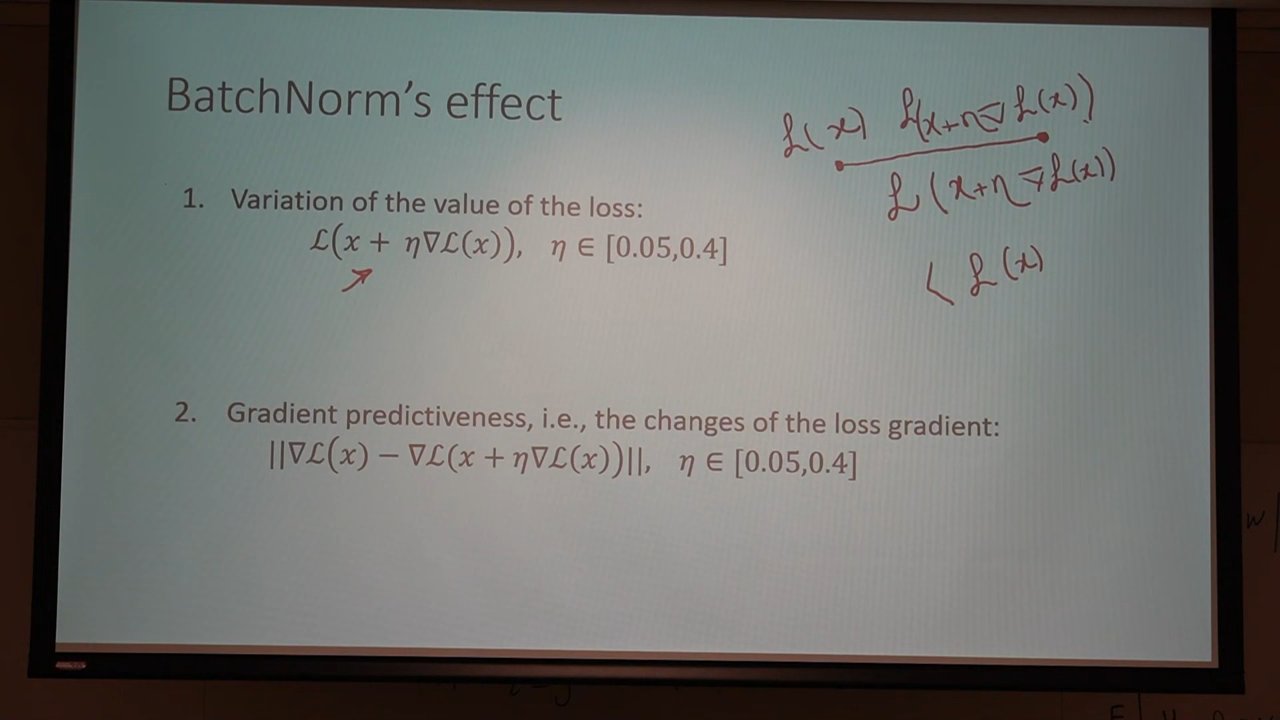 BatchNorm's effect
ℒ(x) ℒ(x+η∇ℒ(x))
ℒ(x+η∇ℒ(x))
< ℒ(x)
1. Variation of the value of the loss:
ℒ(x + η∇ℒ(x)), η ∈ [0.05,0.4]
2. Gradient predictiveness, i.e., the changes of the loss gradient:
||∇ℒ(x) − ∇ℒ(x + η∇ℒ(x))||, η ∈ [0.05,0.4]
w